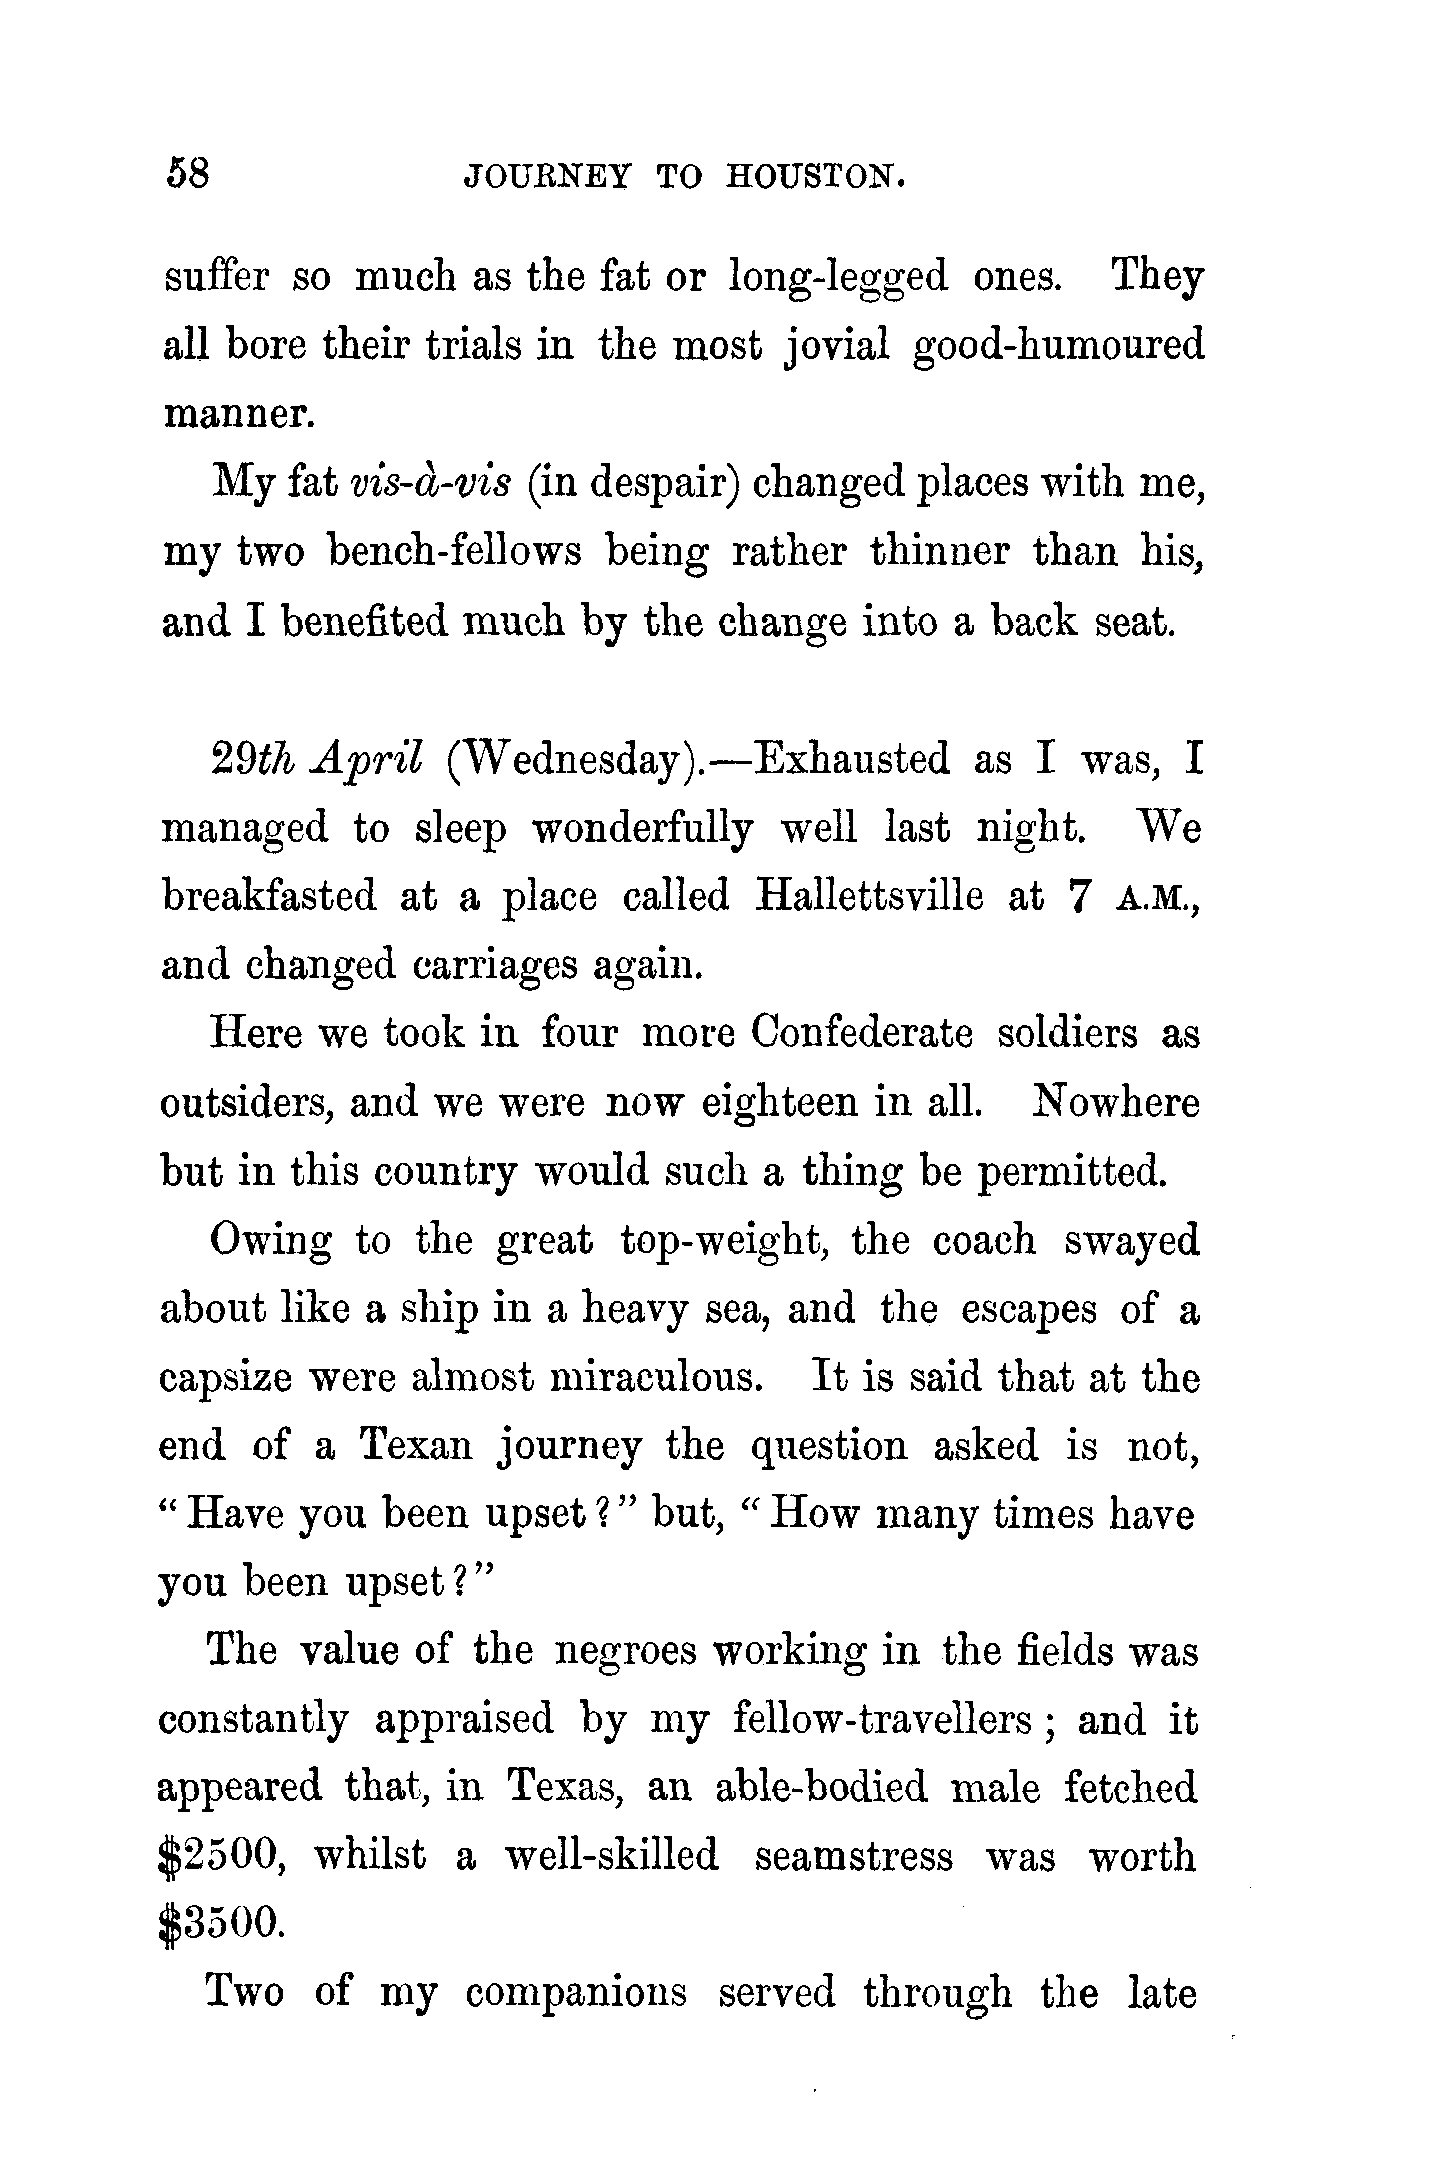 58 JOURNEY TO HOUSTON.
suffer so much as the fat or long-legged ones. They
all bore their trials in the most jovial good-humoured
manner.
My fat vis-à-vis (in despair) changed places with me,
my two bench-fellows being rather thinner than his,
and I benefited much by the change into a back seat.
29th April (Wednesday).—Exhausted as I was, I
managed to sleep wonderfully well last night. We
breakfasted at a place called Hallettsville at 7 A.M.,
and changed carriages again.
Here we took in four more Confederate soldiers as
outsiders, and we were now eighteen in all. Nowhere
but in this country would such a thing be permitted.
Owing to the great top-weight, the coach swayed
about like a ship in a heavy sea, and the escapes of a
capsize were almost miraculous. It is said that at the
end of a Texan journey the question asked is not,
“Have you been upset?” but, “How many times have
you been upset?”
The value of the negroes working in the fields was
constantly appraised by my fellow-travellers; and it
appeared that, in Texas, an able-bodied male fetched
$2500, whilst a well-skilled seamstress was worth
$3500.
Two of my companions served through the late